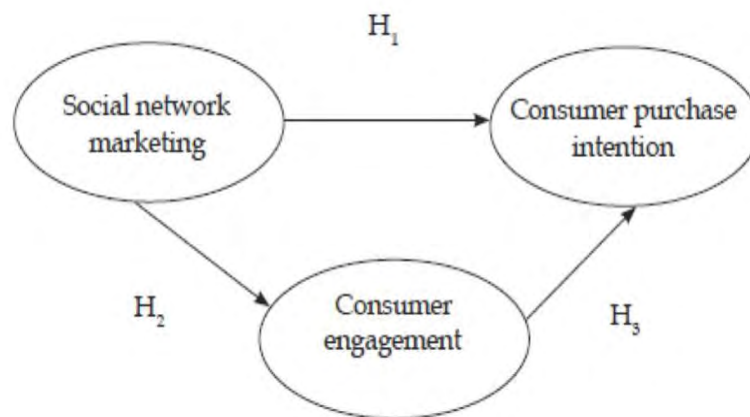 H₁
Social network
marketing
Consumer purchase
intention
H₂
Consumer
engagement
H₃